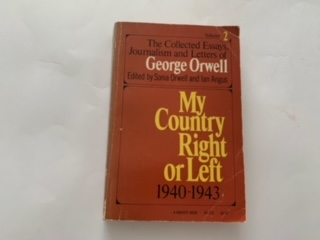 Volume 2
The Collected Essays,
Journalism and Letters of
George Orwell
Edited by Sonia Orwell and Ian Angus
My
Country
Right
or Left
1940-1943